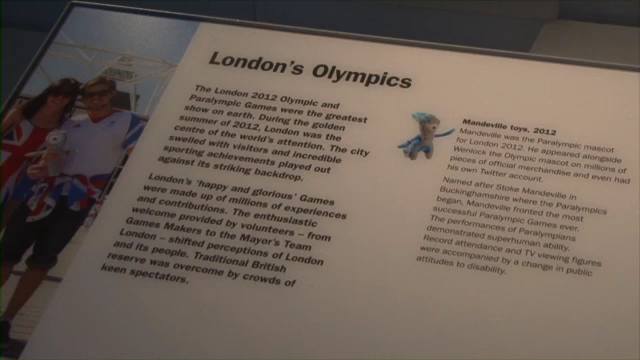 London's Olympics
The London 2012 Olympic and
Paralympic Games were the greatest
show on earth. During the golden
summer of 2012, London was the
centre of the world's attention. The city
swelled with visitors and incredible
sporting achievements played out
against its striking backdrop.
London's 'happy and glorious' Games
were made up of millions of experiences
and contributions. The enthusiastic
welcome provided by volunteers – from
Games Makers to the Mayor's Team
London – shifted perceptions of London
and its people. Traditional British
reserve was overcome by crowds of
keen spectators.
Mandeville toys, 2012
Mandeville was the Paralympic mascot
for London 2012. He appeared alongside
Wenlock the Olympic mascot on millions of
pieces of official merchandise and even had
his own Twitter account.
Named after Stoke Mandeville in
Buckinghamshire where the Paralympics
began, Mandeville fronted the most
successful Paralympic Games ever.
The performances of Paralympians
demonstrated superhuman ability.
Record attendance and TV viewing figures
were accompanied by a change in public
attitudes to disability.